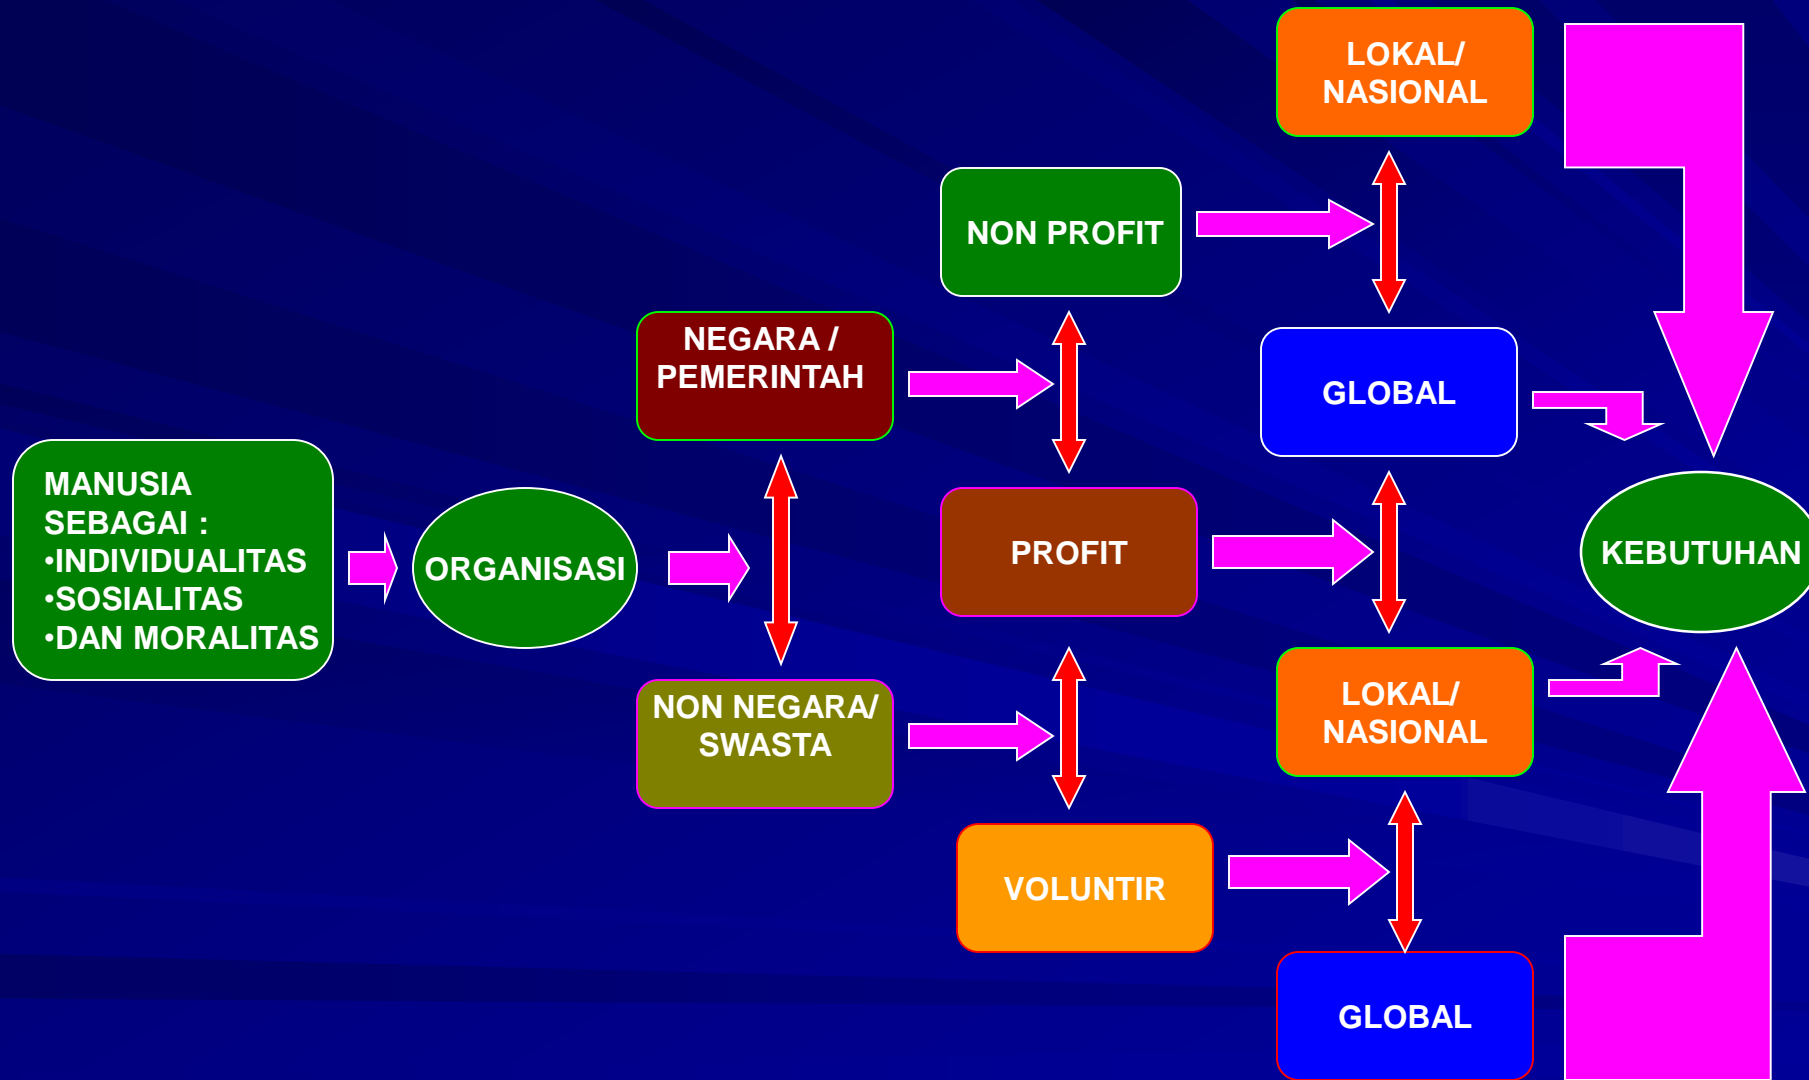 MANUSIA
SEBAGAI :
•INDIVIDUALITAS
•SOSIALITAS
•DAN MORALITAS
ORGANISASI
NEGARA /
PEMERINTAH
NON NEGARA/
SWASTA
NON PROFIT
PROFIT
VOLUNTIR
LOKAL/
NASIONAL
GLOBAL
LOKAL/
NASIONAL
GLOBAL
KEBUTUHAN